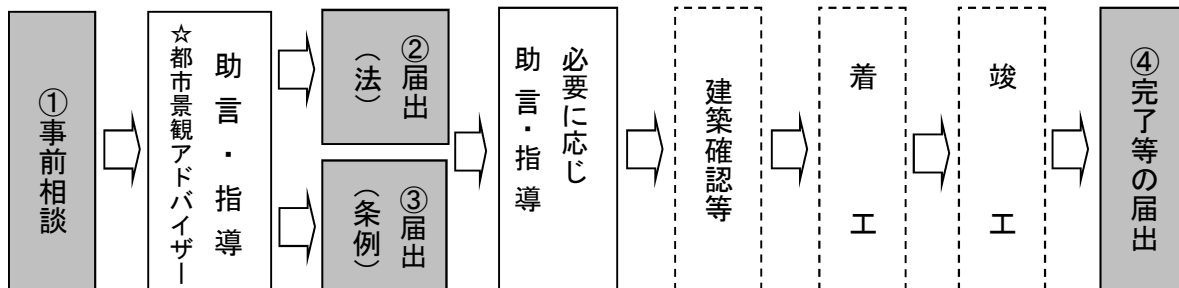 ①事前相談
助言・指導
☆都市景観アドバイザー
②届出
（法）
③届出
（条例）
必要に応じ
助言・指導
建築確認等
着工
竣工
④完了等の届出